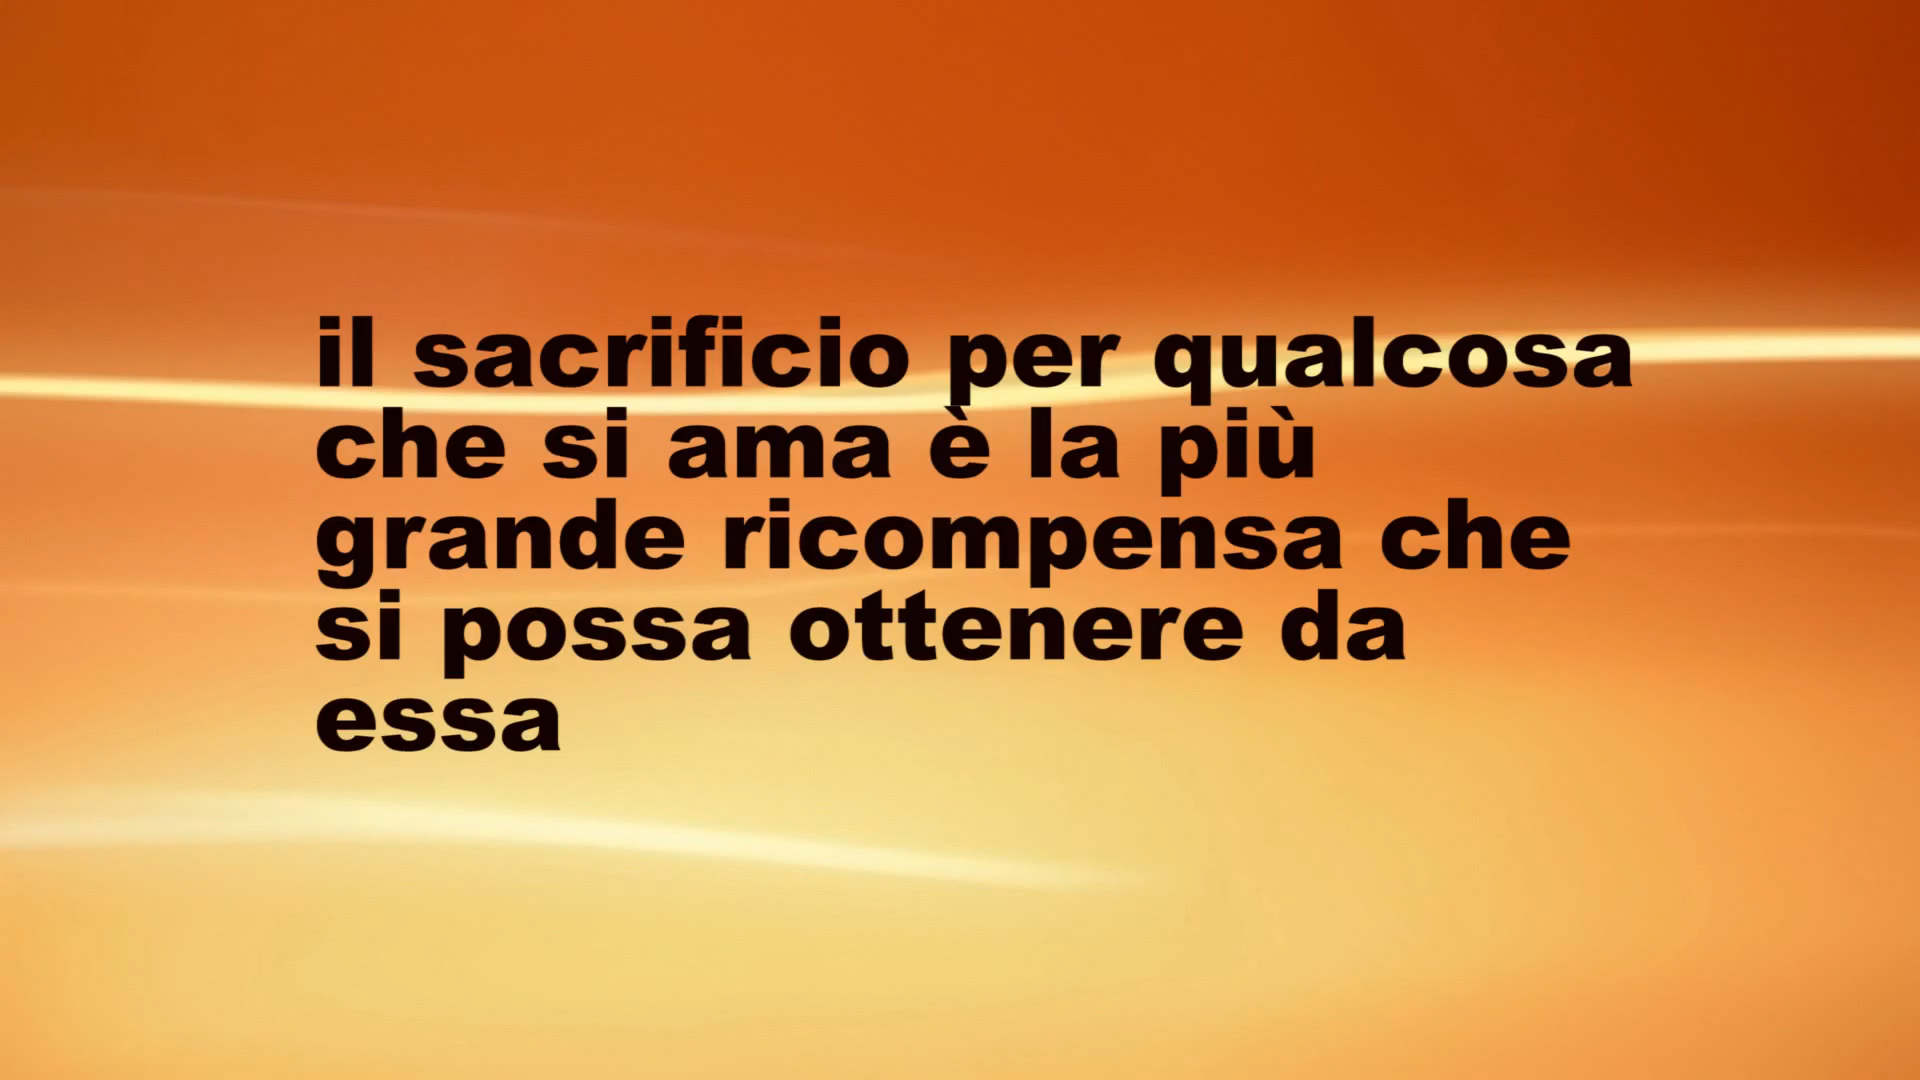 il sacrificio per qualcosa
che si ama è la più
grande ricompensa che
si possa ottenere da
essa